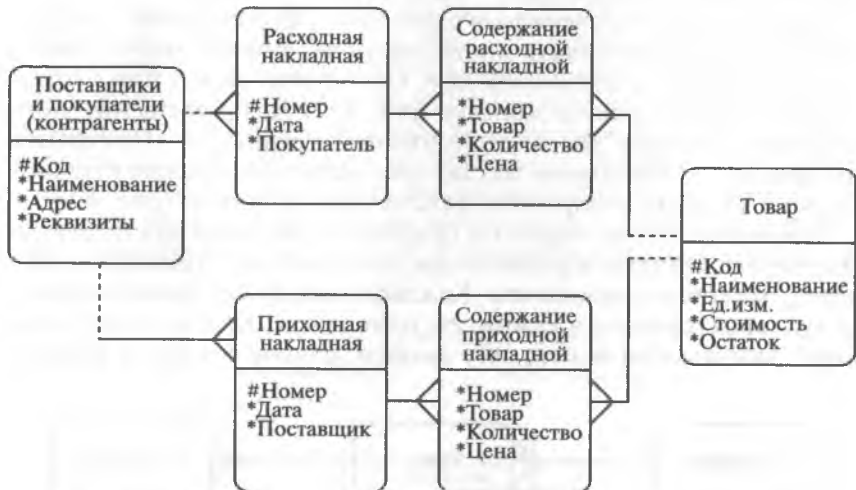 Поставщики
и покупатели
(контрагенты)
#Код
*Наименование
*Адрес
*Реквизиты
Расходная
накладная
#Номер
*Дата
*Покупатель
Содержание
расходной
накладной
*Номер
*Товар
*Количество
*Цена
Товар
#Код
*Наименование
*Ед.изм.
*Стоимость
*Остаток
Приходная
накладная
#Номер
*Дата
*Поставщик
Содержание
приходной
накладной
*Номер
*Товар
*Количество
*Цена